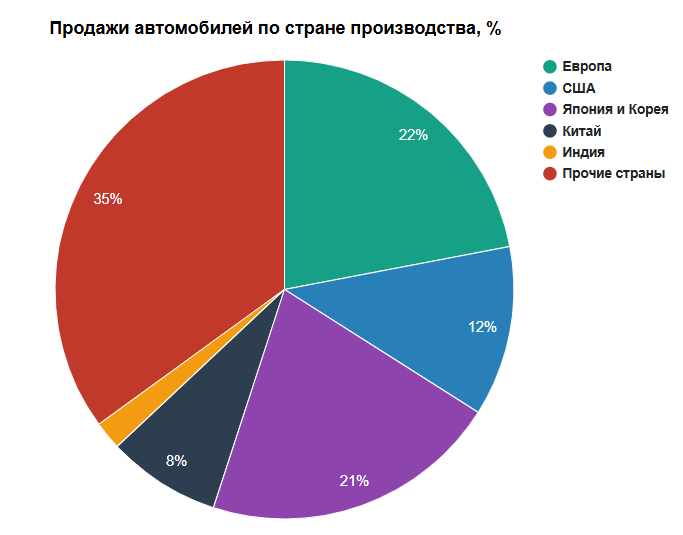 Продажи автомобилей по стране производства, %
Европа
США
Япония и Корея
Китай
Индия
Прочие страны
22%
35%
12%
8%
21%